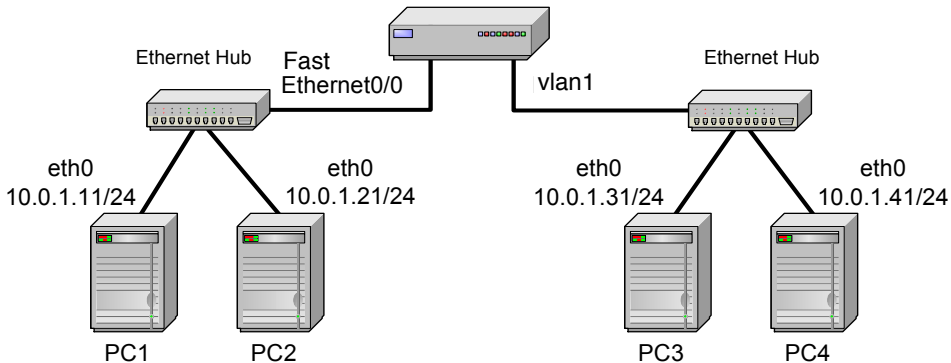 Ethernet Hub
Fast
Ethernet0/0
vlan1
Ethernet Hub
eth0
10.0.1.11/24
eth0
10.0.1.21/24
eth0
10.0.1.31/24
eth0
10.0.1.41/24
PC1
PC2
PC3
PC4